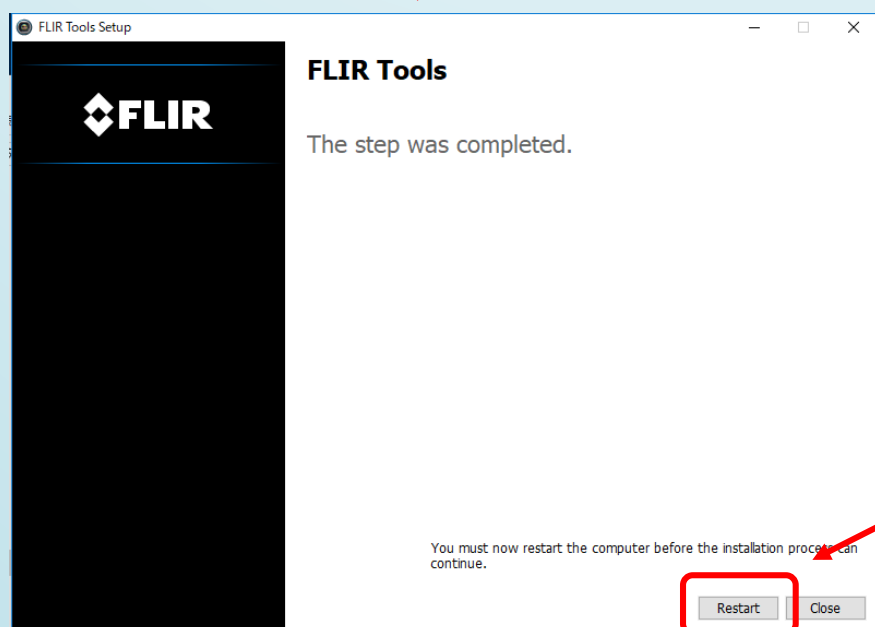 FLIR Tools Setup
FLIR Tools
FLIR
The step was completed.
You must now restart the computer before the installation process can
continue.
Restart
Close